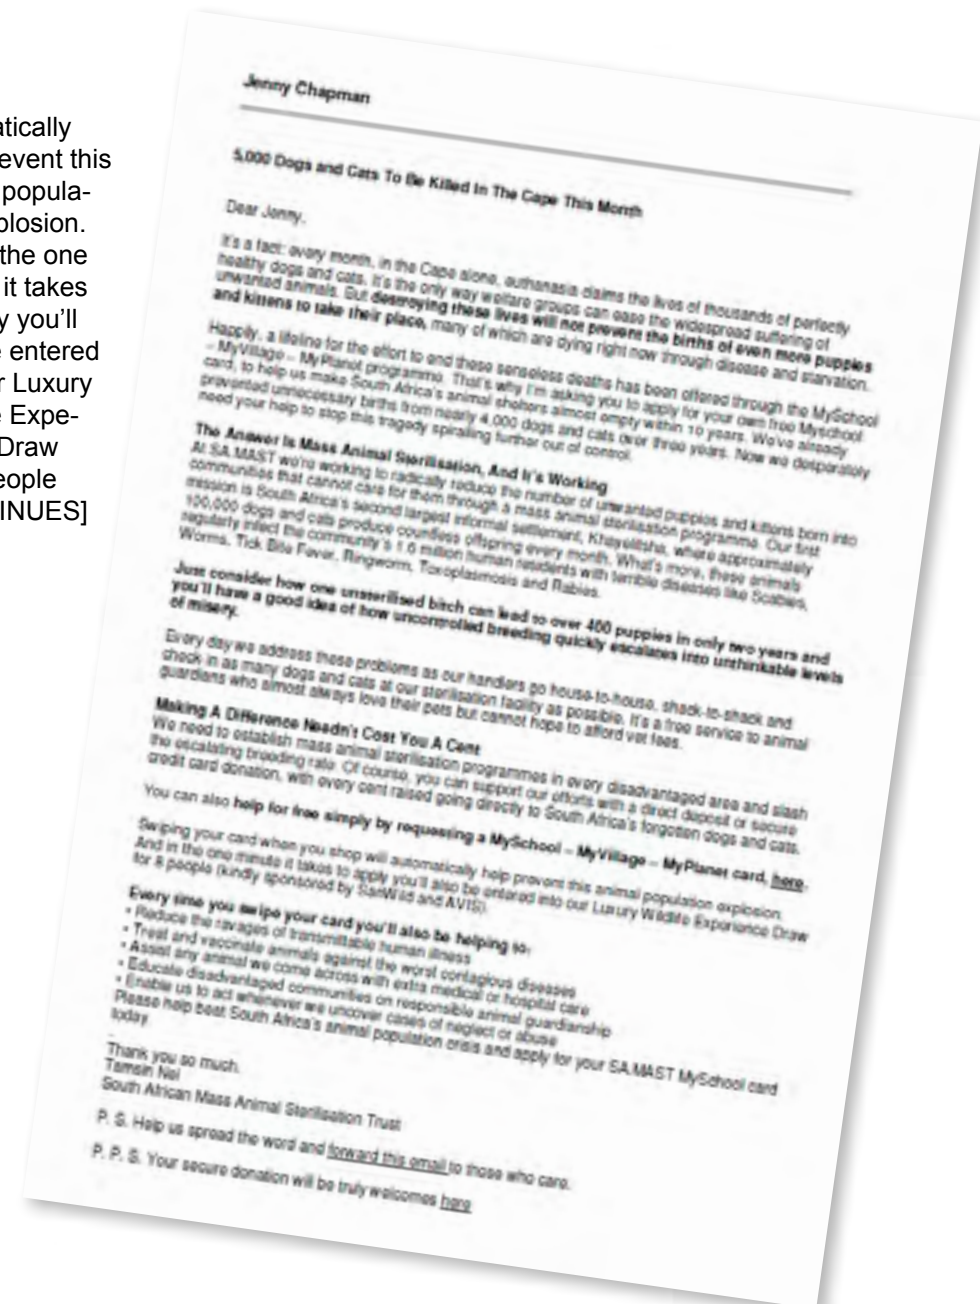 atically
event this
popula-
plosion.
the one
it takes
y you'll
e entered
r Luxury
e Expe-
Draw
eople
INUES]
Jenny Chapman
5,000 Dogs and Cats To Be Killed In The Cape This Month
Dear Jenny,
It's a fact: every month, in the Cape alone, euthanasia claims the lives of thousands of perfectly
healthy dogs and cats. It's the only way welfare groups can ease the widespread suffering of
unwanted animals. But destroying these lives will not prevent the births of even more puppies
and kittens to take their place, many of which are dying right now through disease and starvation.
Happily, a lifeline for the effort to end these senseless deaths has been offered through the MySchool
– MyVillage – MyPlanet programme. That's why I'm asking you to apply for your own free Myschool
card, to help us make South Africa's animal shelters almost empty within 10 years. We've already
prevented unnecessary births from nearly 4,000 dogs and cats over three years. Now we desperately
need your help to stop this tragedy spiralling further out of control.
The Answer Is Mass Animal Sterilisation, And It's Working
At SA.MAST we're working to radically reduce the number of unwanted puppies and kittens born into
communities that cannot care for them through a mass animal sterilisation programme. Our first
mission is South Africa's second largest informal settlement, Khayelitsha, where approximately
100,000 dogs and cats produce countless offspring every month. What's more, these animals
regularly infect the community's 1.6 million human residents with terrible diseases like Scabies,
Worms, Tick Bite Fever, Ringworm, Toxoplasmosis and Rabies.
Just consider how one unsterilised bitch can lead to over 400 puppies in only two years and
you'll have a good idea of how uncontrolled breeding quickly escalates into unthinkable levels
of misery.
Every day we address these problems as our handlers go house-to-house, shack-to-shack and
check in as many dogs and cats at our sterilisation facility as possible. It's a free service to animal
guardians who almost always love their pets but cannot hope to afford vet fees.
Making A Difference Needn't Cost You A Cent
We need to establish mass animal sterilisation programmes in every disadvantaged area and slash
the escalating breeding rate. Of course, you can support our efforts with a direct deposit or secure
credit card donation, with every cent raised going directly to South Africa's forgotten dogs and cats.
You can also help for free simply by requesting a MySchool – MyVillage – MyPlanet card, here.
Swiping your card when you shop will automatically help prevent this animal population explosion.
And in the one minute it takes to apply you'll also be entered into our Luxury Wildlife Experience Draw
for 8 people (kindly sponsored by SanWild and AVIS).
Every time you swipe your card you'll also be helping to:
• Reduce the ravages of transmittable human illness
• Treat and vaccinate animals against the worst contagious diseases
• Assist any animal we come across with extra medical or hospital care
• Educate disadvantaged communities on responsible animal guardianship
• Enable us to act whenever we uncover cases of neglect or abuse
Please help beat South Africa's animal population crisis and apply for your SA.MAST MySchool card
today.
Thank you so much.
Tamsin Nel
South African Mass Animal Sterilisation Trust
P. S. Help us spread the word and forward this email to those who care.
P. P. S. Your secure donation will be truly welcomes here